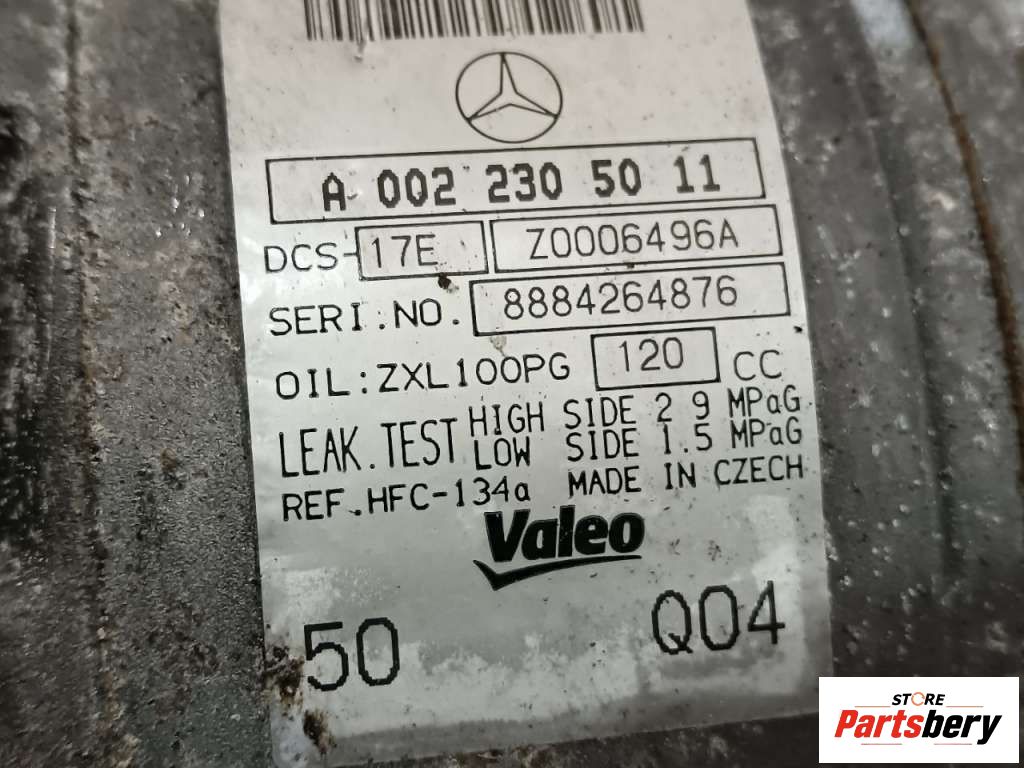 A 002 230 50 11
DCS-17E Z0006496A
SERI.NO. 8884264876
OIL:ZXL100PG 120 CC
LEAK.TEST HIGH SIDE 2 9 MPaG
LOW SIDE 1.5 MPaG
REF.HFC-134a MADE IN CZECH
Valeo
50 Q04
STORE
Partsbery